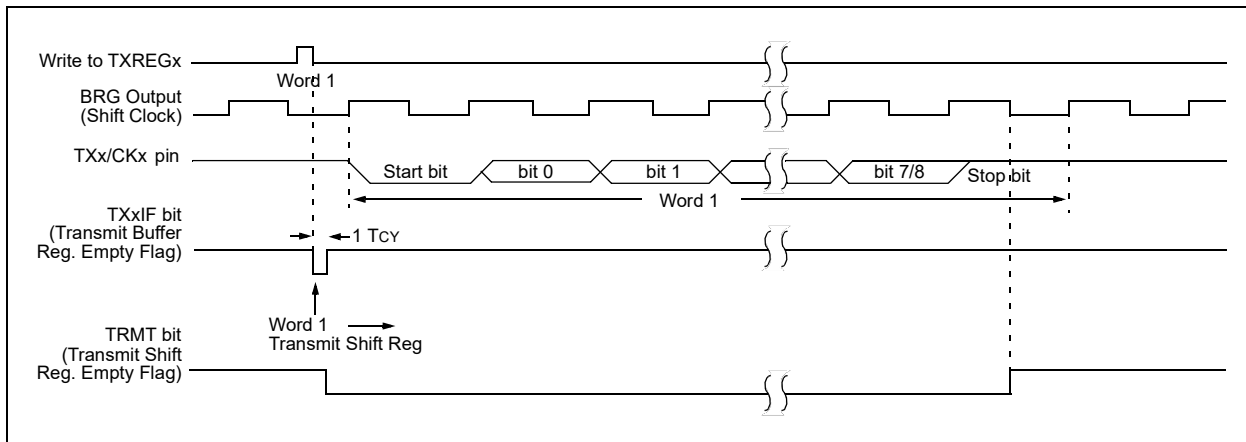 Write to TXREGx
Word 1
BRG Output
(Shift Clock)
TXx/CKx pin
Start bit
bit 0
bit 1
bit 7/8
Stop bit
Word 1
TXxIF bit
(Transmit Buffer
Reg. Empty Flag)
1 TCY
Word 1
Transmit Shift Reg
TRMT bit
(Transmit Shift
Reg. Empty Flag)